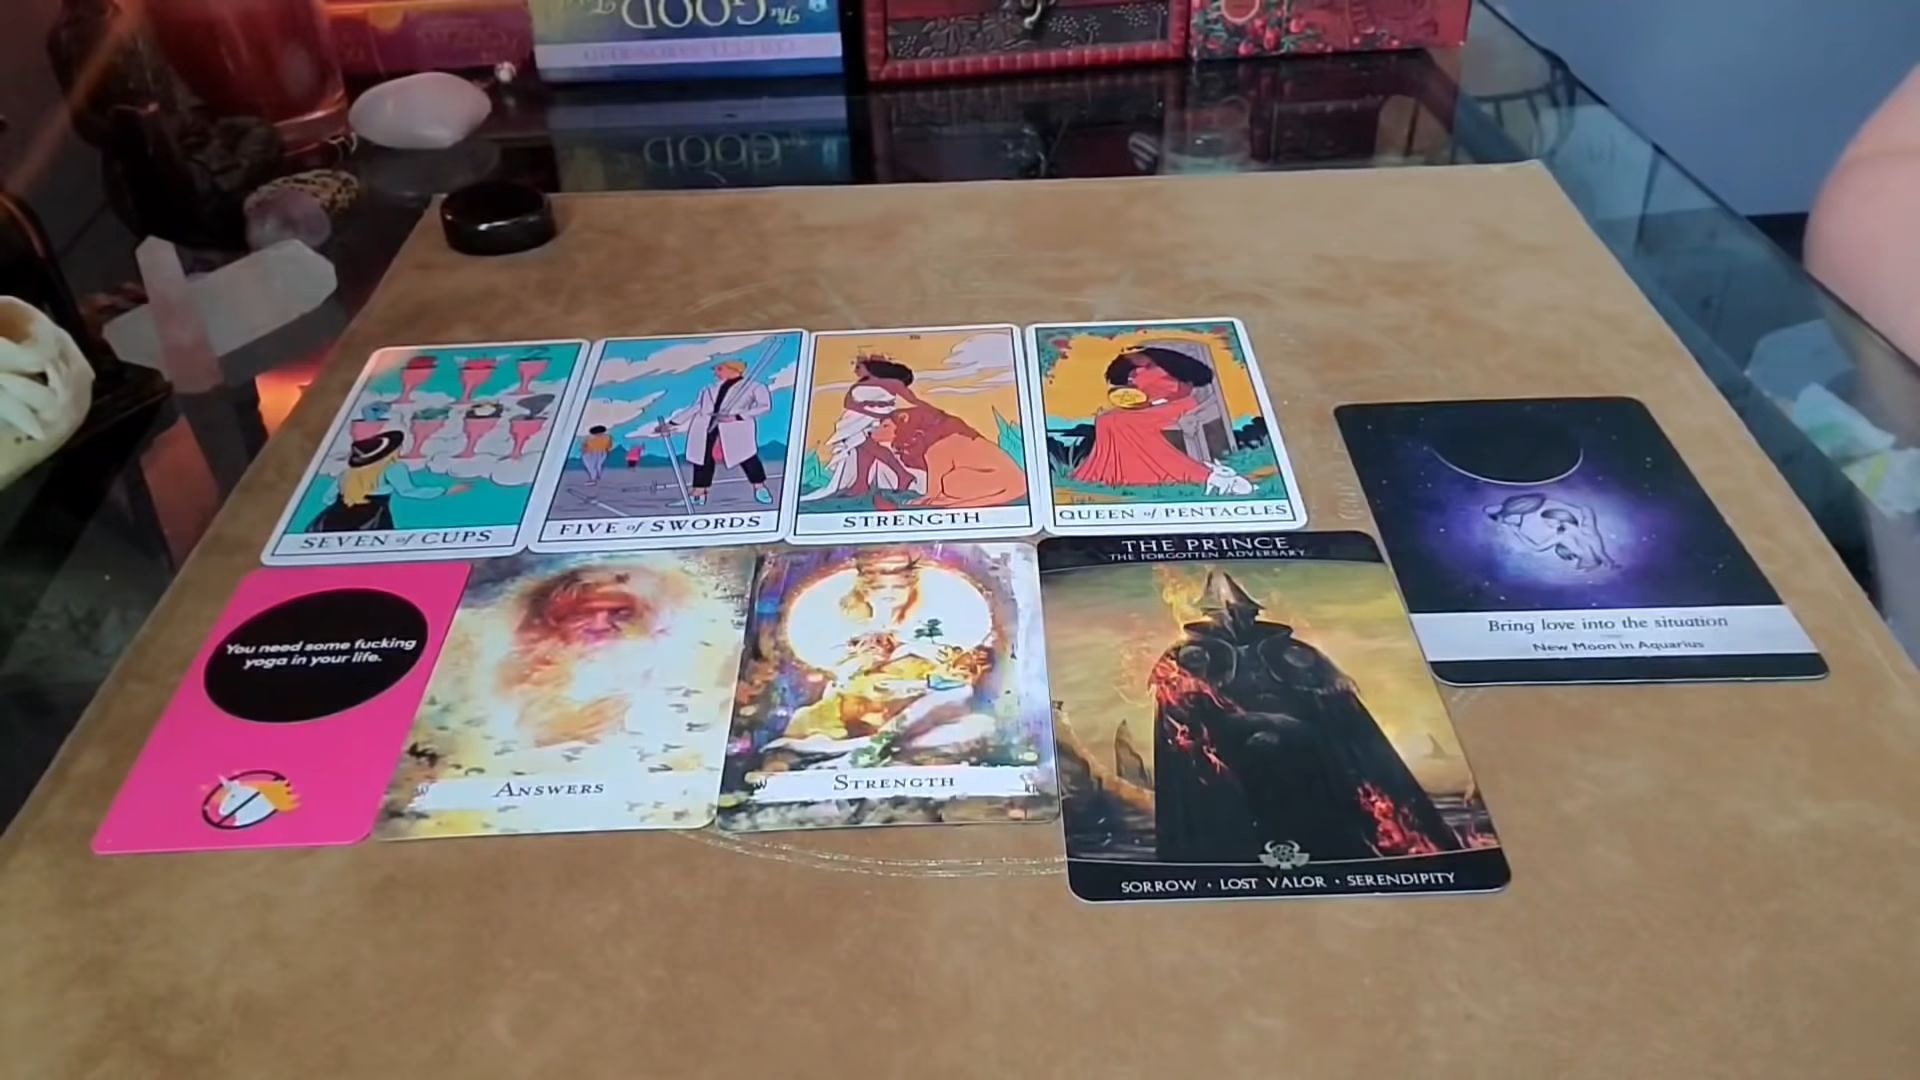 The GOOD
SEVEN of CUPS
FIVE of SWORDS
STRENGTH
QUEEN of PENTACLES
You need some fucking
yoga in your life.
ANSWERS
STRENGTH
THE PRINCE
THE FORGOTTEN ADVERSARY
SORROW • LOST VALOR • SERENDIPITY
Bring love into the situation
New Moon in Aquarius